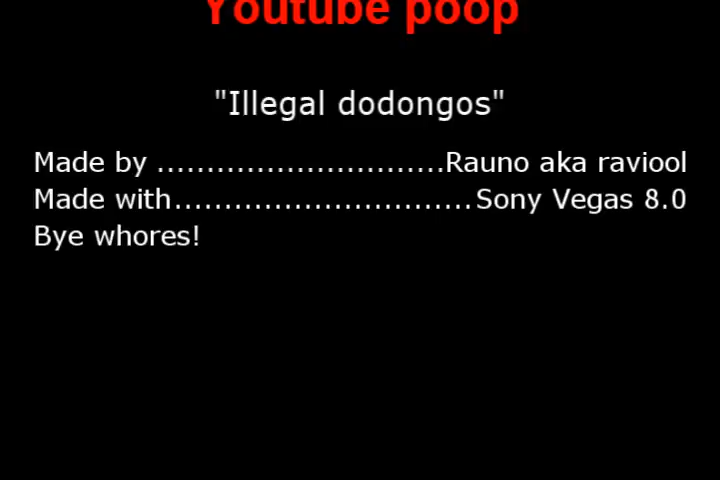 Youtube poop
"Illegal dodongos"
Made by .............................Rauno aka raviool
Made with..............................Sony Vegas 8.0
Bye whores!